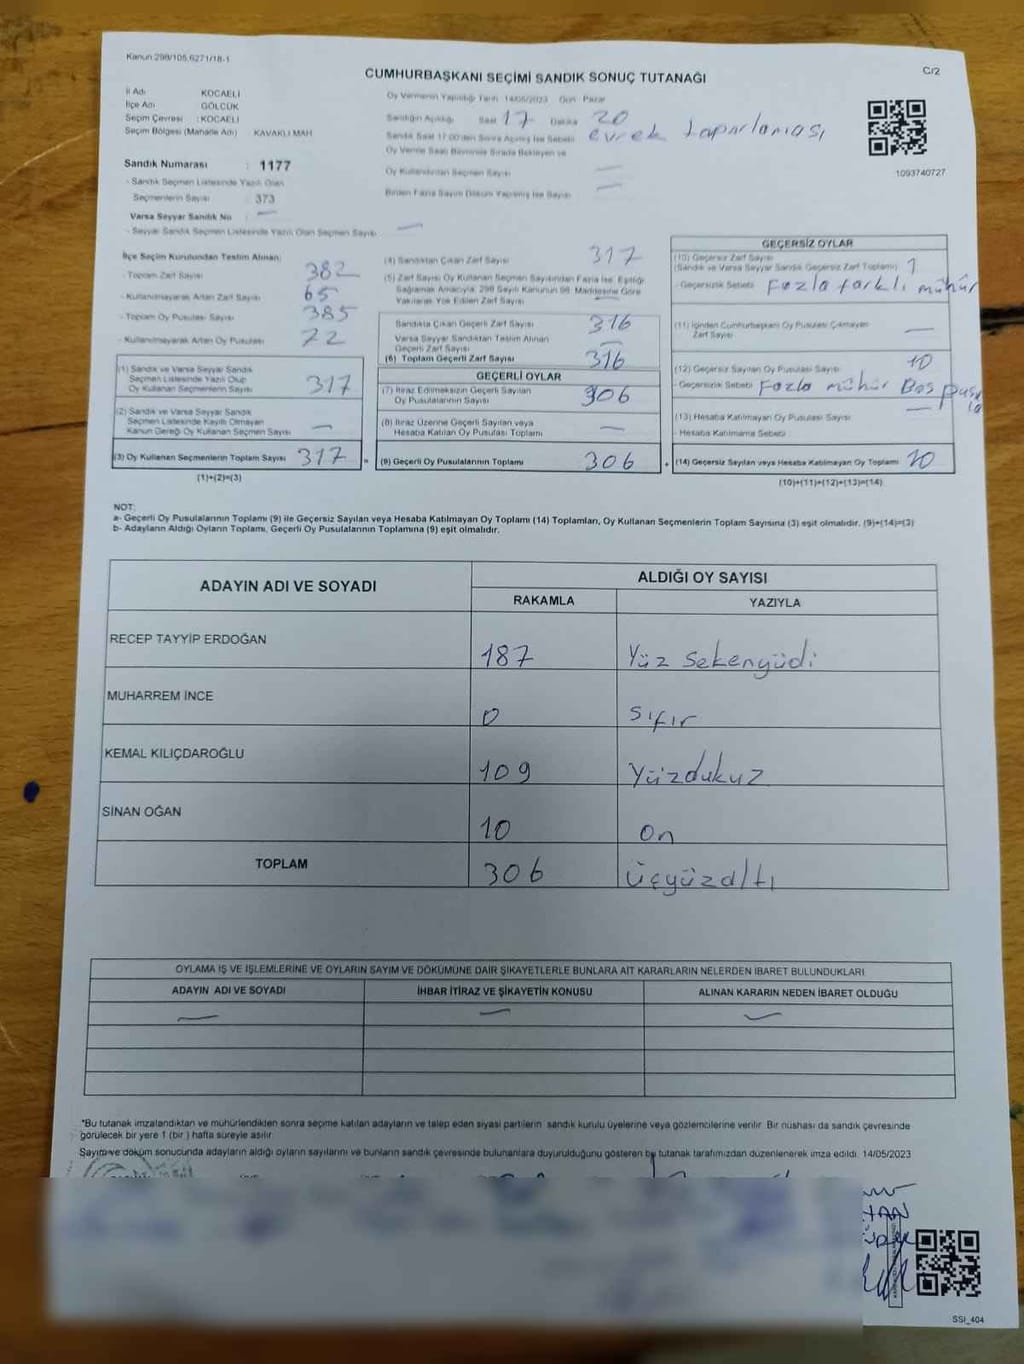 Kanun 298/105,6271/18-1
CUMHURBAŞKANI SEÇİMİ SANDIK SONUÇ TUTANAĞI
C/2
İl Adı KOCAELİ
İlçe Adı GÖLCÜK
Seçim Çevresi : KOCAELİ
Seçim Bölgesi (Mahalle Adı) KAVAKLI MAH
Sandık Numarası : 1177
- Sandık Seçmen Listesinde Yazılı Olan
Seçmenlerin Sayısı 373
Varsa Seyyar Sandık No —
- Seyyar Sandık Seçmen Listesinde Yazılı Olan Seçmen Sayısı —
Oy Vermenin Yapıldığı Tarih 14/05/2023 Gün Pazar
Sandığın Açıldığı Saat 17 Dakika 20
Sandık Saat 17:00'den Sonra Açılmış İse Sebebi evrek taparlaması
Oy Verme Saati Bitiminde Sırada Bekleyen ve
Oy Kullandırılan Seçmen Sayısı —
Birden Fazla Sayım Döküm Yapılmış İse Sayısı —
1093740727
İlçe Seçim Kurulundan Teslim Alınan:
- Toplam Zarf Sayısı 382
- Kullanılmayarak Artan Zarf Sayısı 65
- Toplam Oy Pusulası Sayısı 385
- Kullanılmayarak Artan Oy Pusulası 72
(1) Sandık ve Varsa Seyyar Sandık
Seçmen Listesinde Yazılı Olup
Oy Kullanan Seçmenlerin Sayısı 317
(2) Sandık ve Varsa Seyyar Sandık
Seçmen Listesinde Kayıtlı Olmayan
Kanun Gereği Oy Kullanan Seçmen Sayısı —
(3) Oy Kullanan Seçmenlerin Toplam Sayısı 317
(1)+(2)=(3)
(4) Sandıktan Çıkan Zarf Sayısı 317
(5) Zarf Sayısı Oy Kullanan Seçmen Sayısından Fazla İse, Eşitliği
Sağlamak Amacıyla, 298 Sayılı Kanunun 98. Maddesine Göre
Yakılarak Yok Edilen Zarf Sayısı —
Sandıkta Çıkan Geçerli Zarf Sayısı 316
Varsa Seyyar Sandıktan Teslim Alınan
Geçerli Zarf Sayısı —
(6) Toplam Geçerli Zarf Sayısı 316
GEÇERLİ OYLAR
(7) İtiraz Edilmeksizin Geçerli Sayılan
Oy Pusulalarının Sayısı 306
(8) İtiraz Üzerine Geçerli Sayılan veya
Hesaba Katılan Oy Pusulası Toplamı —
= (9) Geçerli Oy Pusulalarının Toplamı 306
GEÇERSİZ OYLAR
(10) Geçersiz Zarf Sayısı
(Sandık ve Varsa Seyyar Sandık Geçersiz Zarf Toplamı) 1
- Geçersizlik Sebebi Fazla farklı mühür
(11) İçinden Cumhurbaşkanı Oy Pusulası Çıkmayan
Zarf Sayısı —
(12) Geçersiz Sayılan Oy Pusulası Sayısı 10
- Geçersizlik Sebebi Fazla mühür Boş pusula
(13) Hesaba Katılmayan Oy Pusulası Sayısı —
- Hesaba Katılmama Sebebi
+ (14) Geçersiz Sayılan veya Hesaba Katılmayan Oy Toplamı 10
(10)+(11)+(12)+(13)=(14)
NOT:
a- Geçerli Oy Pusulalarının Toplamı (9) ile Geçersiz Sayılan veya Hesaba Katılmayan Oy Toplamı (14) Toplamları, Oy Kullanan Seçmenlerin Toplam Sayısına (3) eşit olmalıdır. (9)+(14)=(3)
b- Adayların Aldığı Oyların Toplamı, Geçerli Oy Pusulalarının Toplamına (9) eşit olmalıdır.
ADAYIN ADI VE SOYADI ALDIĞI OY SAYISI
RAKAMLA YAZIYLA
RECEP TAYYİP ERDOĞAN 187 Yüz sekenyüdi
MUHARREM İNCE 0 Sıfır
KEMAL KILIÇDAROĞLU 109 Yüzdukuz
SİNAN OĞAN 10 On
TOPLAM 306 üçyüzaltı
OYLAMA İŞ VE İŞLEMLERİNE VE OYLARIN SAYIM VE DÖKÜMÜNE DAİR ŞİKAYETLERLE BUNLARA AİT KARARLARIN NELERDEN İBARET BULUNDUKLARI
ADAYIN ADI VE SOYADI İHBAR İTİRAZ VE ŞİKAYETİN KONUSU ALINAN KARARIN NEDEN İBARET OLDUĞU
— — —
*Bu tutanak imzalandıktan ve mühürlendikten sonra seçime katılan adayların ve talep eden siyasi partilerin sandık kurulu üyelerine veya gözlemcilerine verilir. Bir nüshası da sandık çevresinde
görülecek bir yere 1 (bir ) hafta süreyle asılır.
Sayım ve döküm sonucunda adayların aldığı oyların sayılarını ve bunların sandık çevresinde bulunanlara duyurulduğunu gösteren bu tutanak tarafımızdan düzenlenerek imza edildi. 14/05/2023
SSI_404